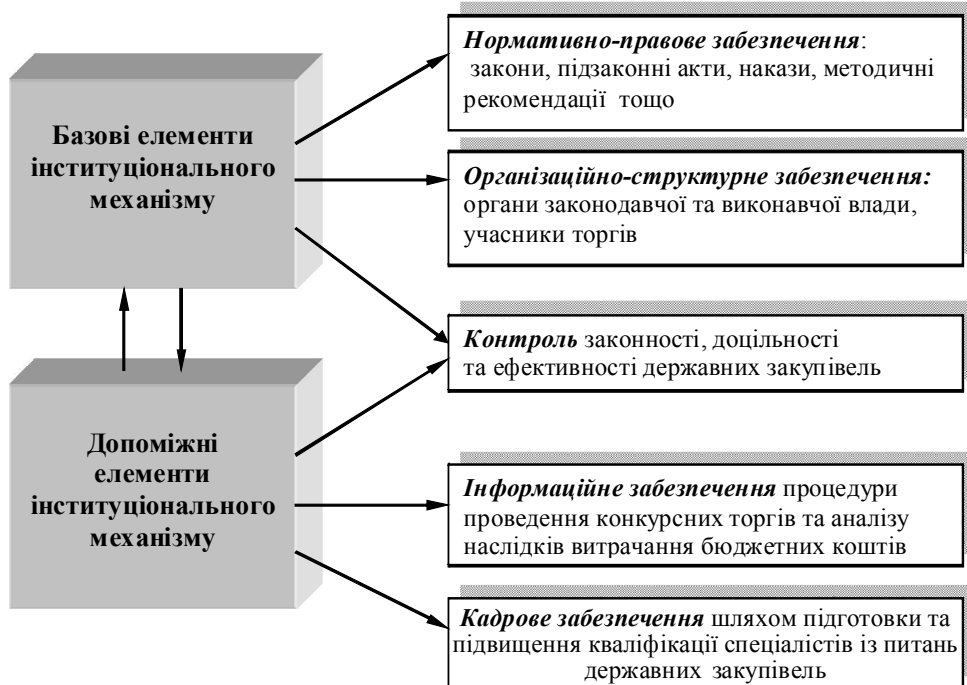 Базові елементи
інституціонального
механізму
Нормативно-правове забезпечення:
закони, підзаконні акти, накази, методичні
рекомендації тощо
Організаційно-структурне забезпечення:
органи законодавчої та виконавчої влади,
учасники торгів
Контроль законності, доцільності
та ефективності державних закупівель
Допоміжні
елементи
інституціонального
механізму
Інформаційне забезпечення процедури
проведення конкурсних торгів та аналізу
наслідків витрачання бюджетних коштів
Кадрове забезпечення шляхом підготовки та
підвищення кваліфікації спеціалістів із питань
державних закупівель